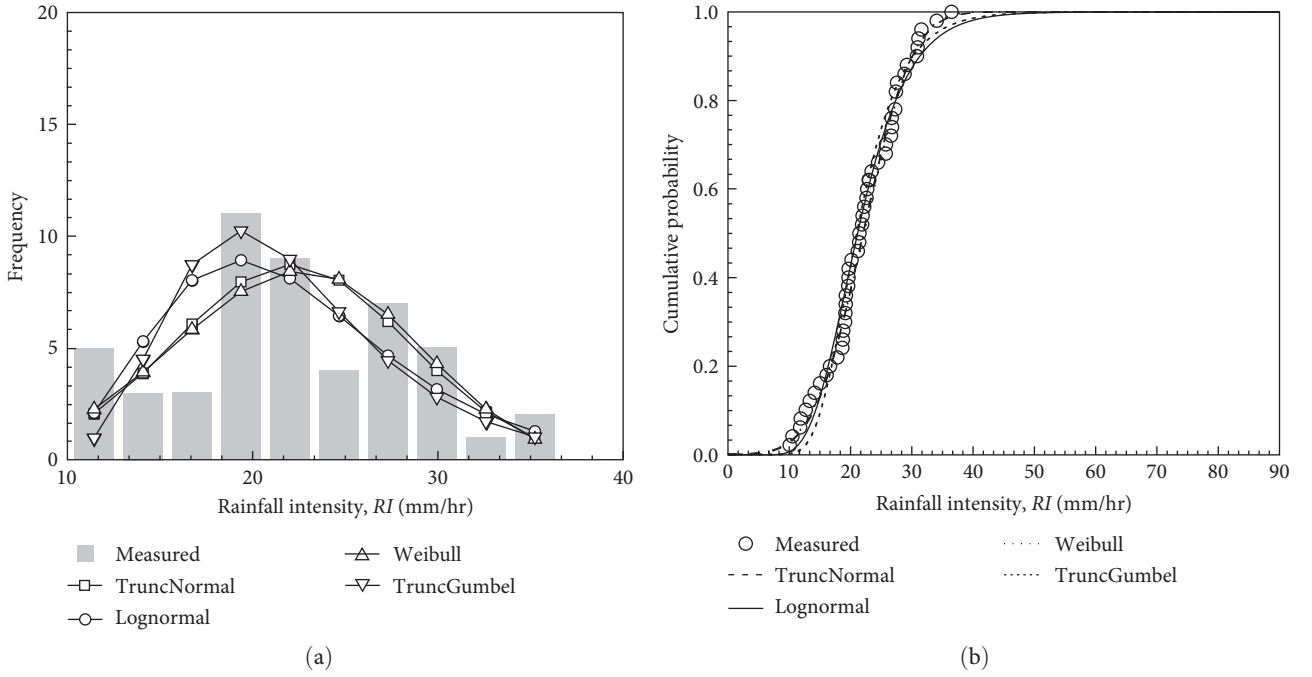 20
15
10
5
0
Frequency
10
20
30
40
Rainfall intensity, RI (mm/hr)
Measured
TruncNormal
Lognormal
Weibull
TruncGumbel
(a)
1.0
0.8
0.6
0.4
0.2
0.0
Cumulative probability
0 10 20 30 40 50 60 70 80 90
Rainfall intensity, RI (mm/hr)
Measured
TruncNormal
Lognormal
Weibull
TruncGumbel
(b)